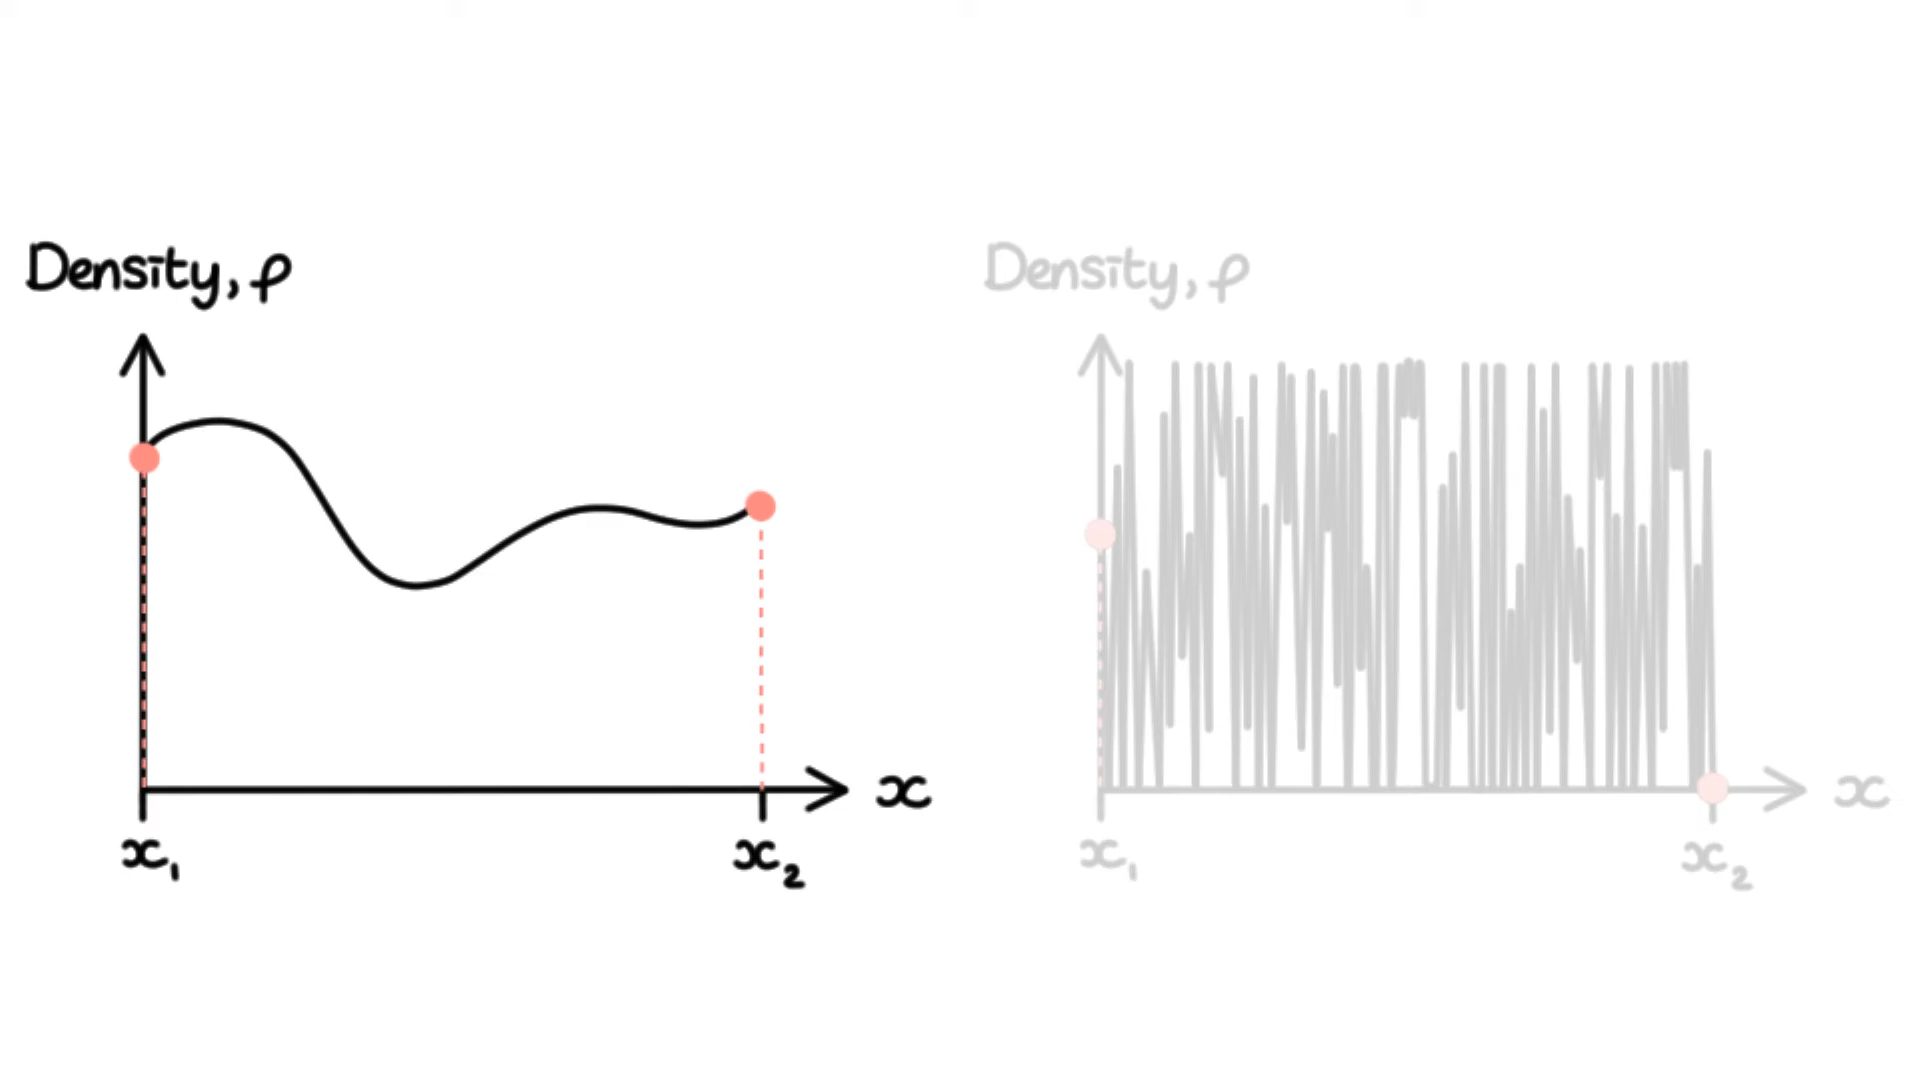 Density, ρ
x
x₁
x₂
Density, ρ
x
x₁
x₂